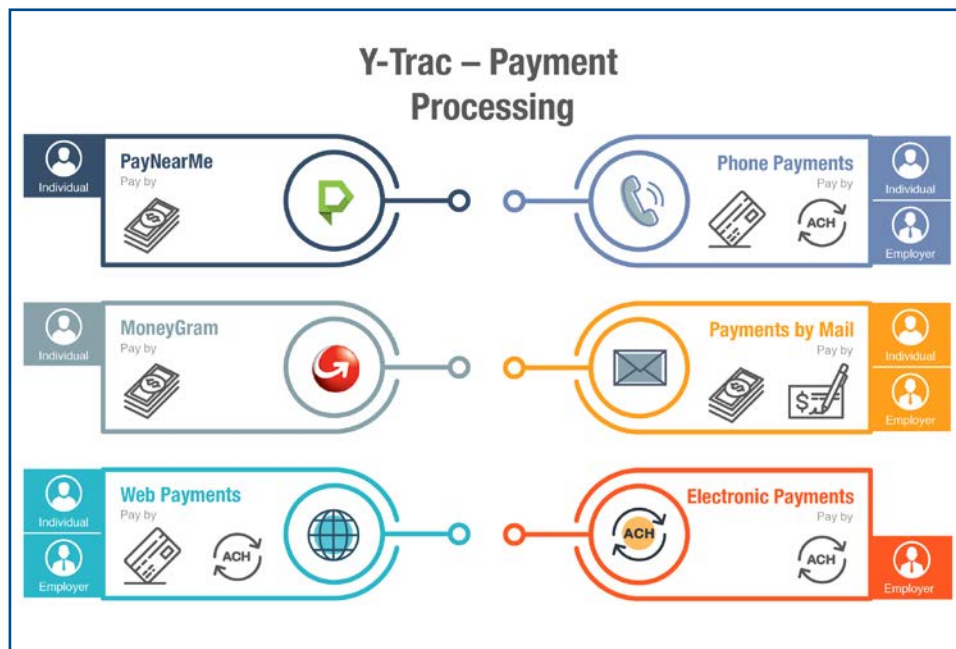 Y-Trac – Payment
Processing
Individual
PayNearMe
Pay by
$
Phone Payments
Pay by
ACH
Individual
Employer
Individual
MoneyGram
Pay by
$
Payments by Mail
Pay by
$
$
Individual
Employer
Individual
Employer
Web Payments
Pay by
ACH
Electronic Payments
Pay by
ACH
ACH
Employer